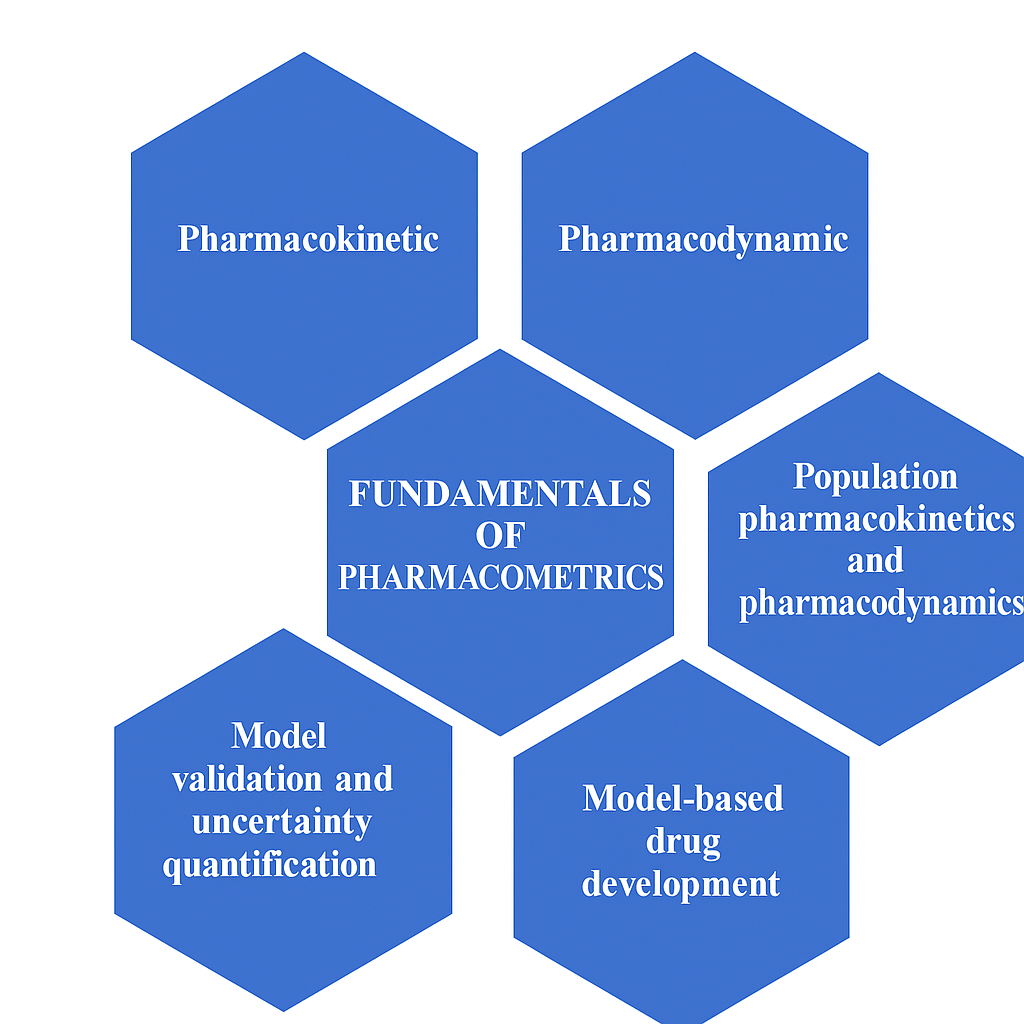 Pharmacokinetic
Pharmacodynamic
FUNDAMENTALS
OF
PHARMACOMETRICS
Population
pharmacokinetics
and
pharmacodynamics
Model
validation and
uncertainty
quantification
Model-based
drug
development